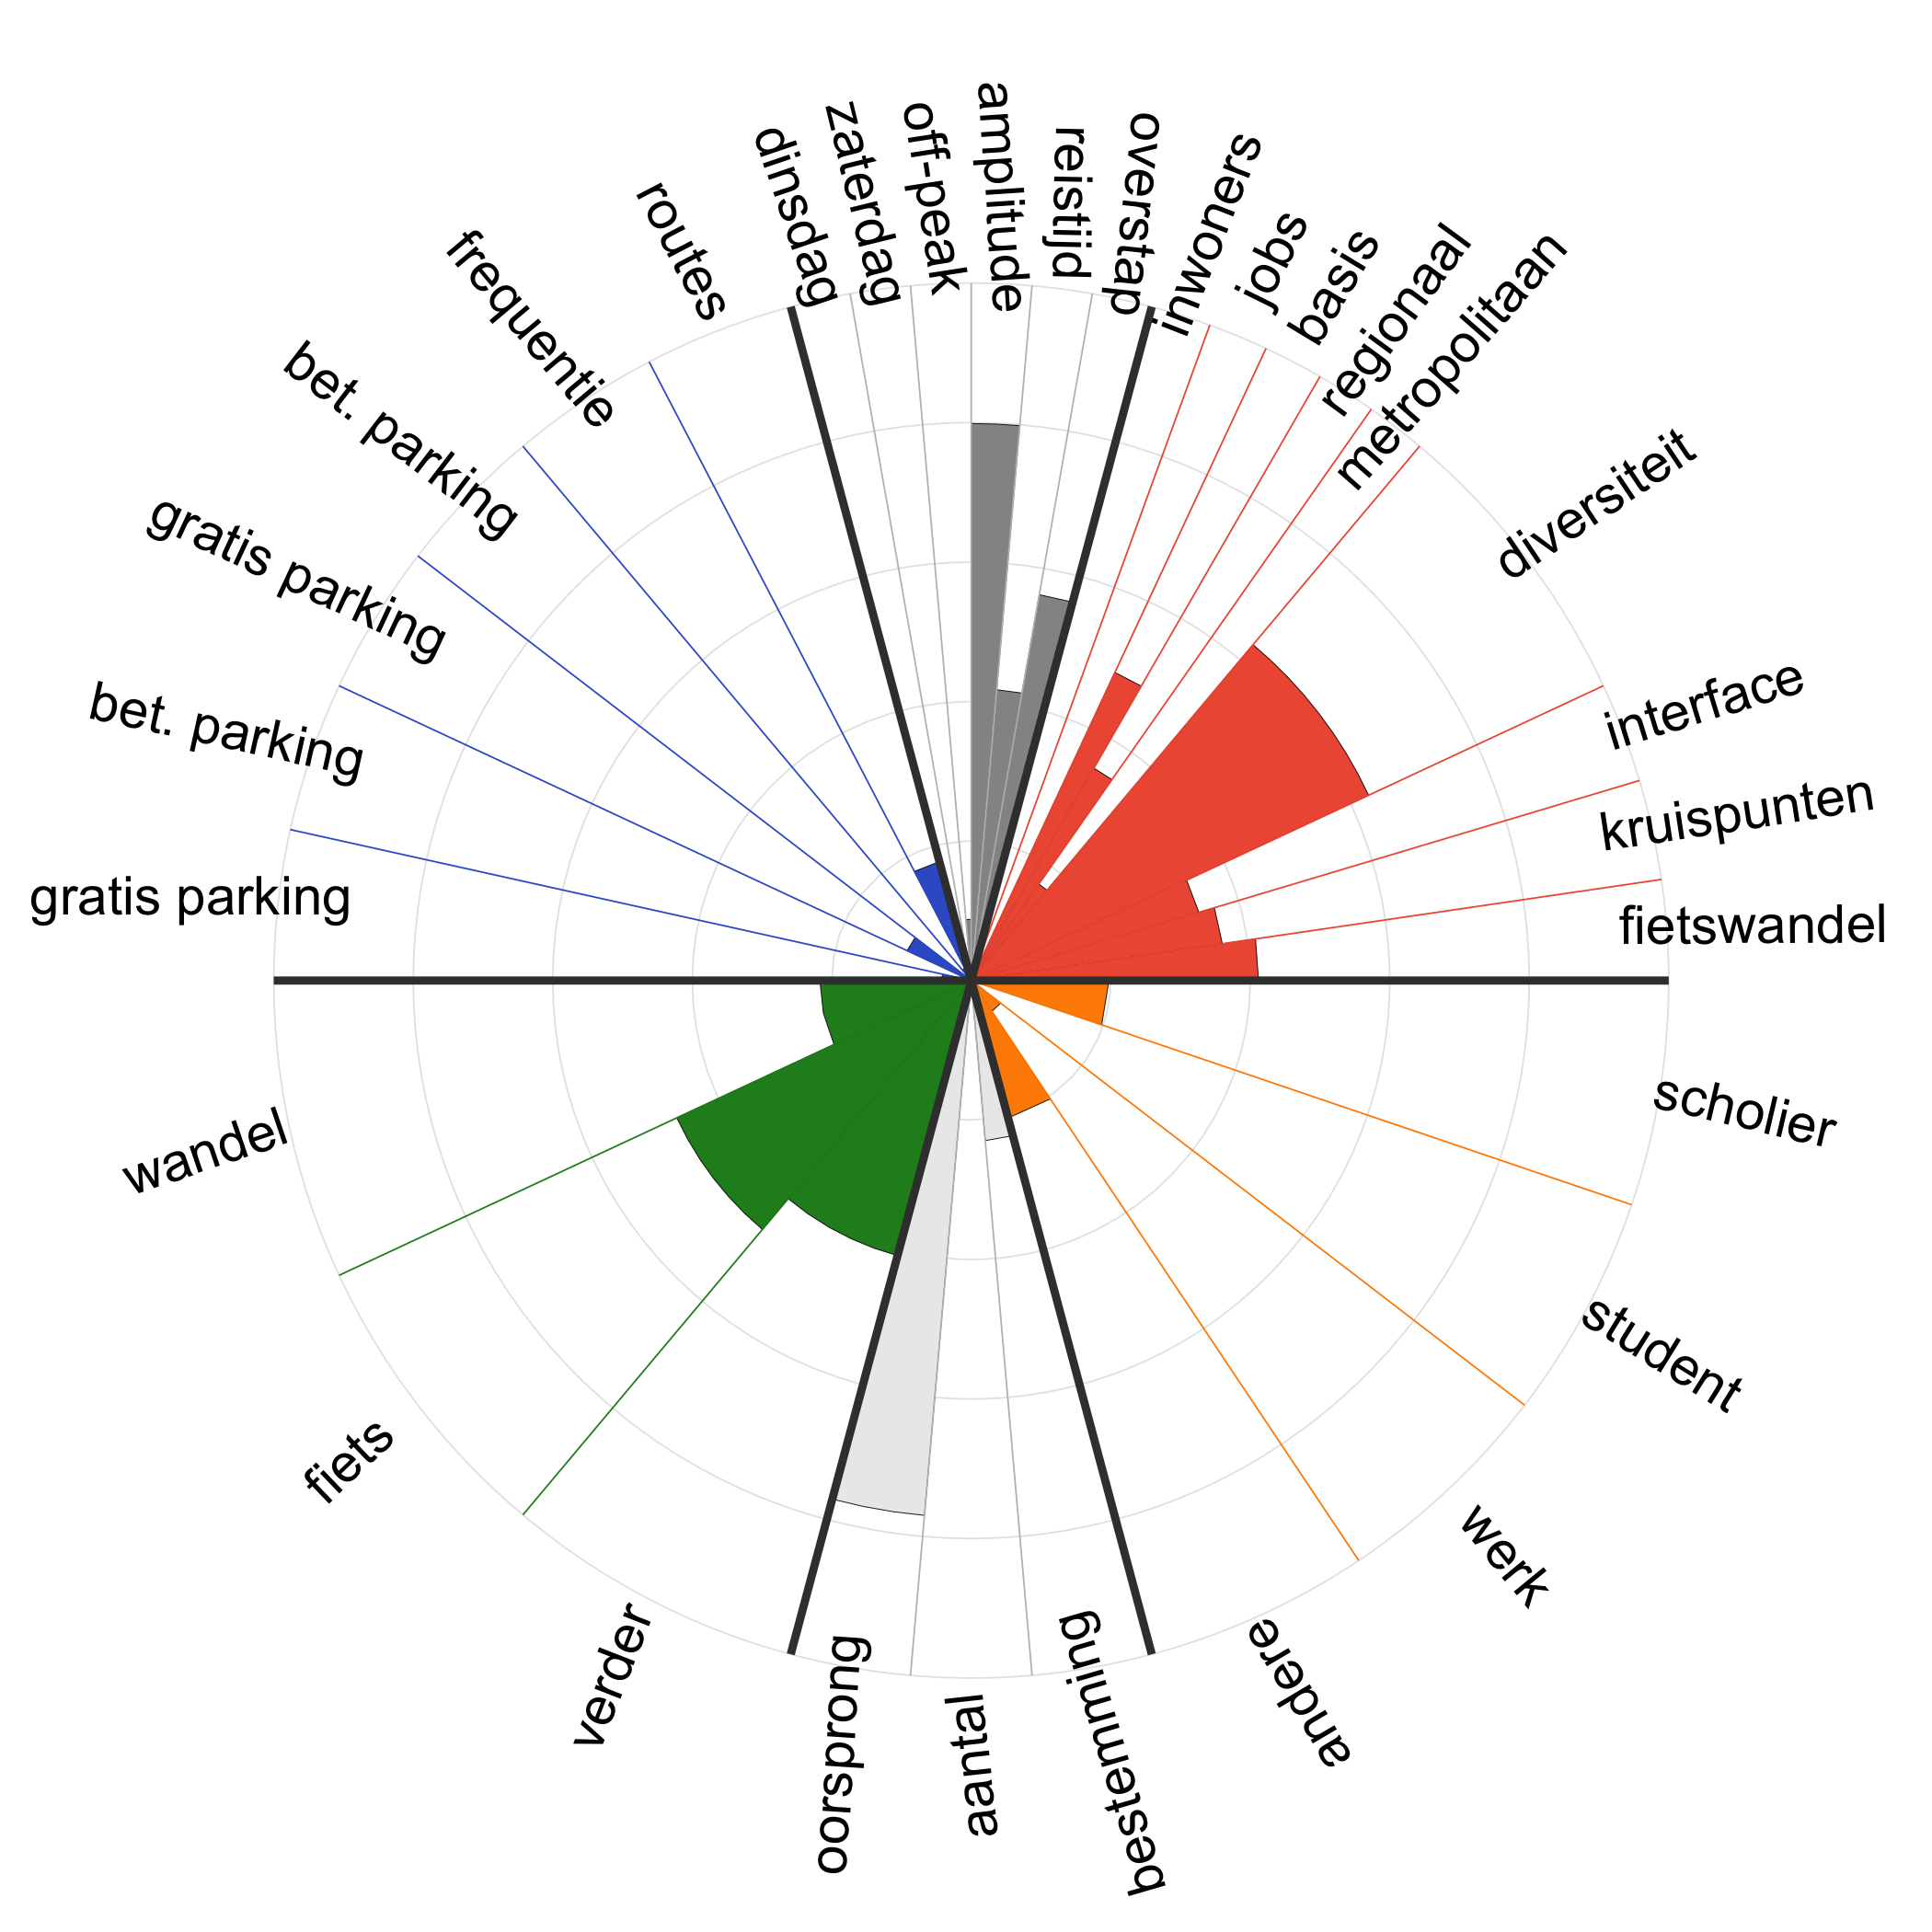 dinsdag
zaterdag
off-peak
amplitude
reistijd
overstap
inwoners
jobs
basis
regionaal
metropolitaan
diversiteit
interface
kruispunten
fietswandel
scholier
student
werk
andere
bestemming
aantal
oorsprong
verder
fiets
wandel
gratis parking
bet. parking
gratis parking
bet. parking
frequentie
routes